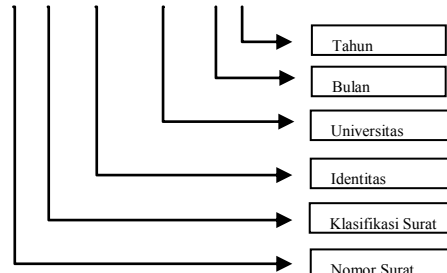 Tahun
Bulan
Universitas
Identitas
Klasifikasi Surat
Nomor Surat